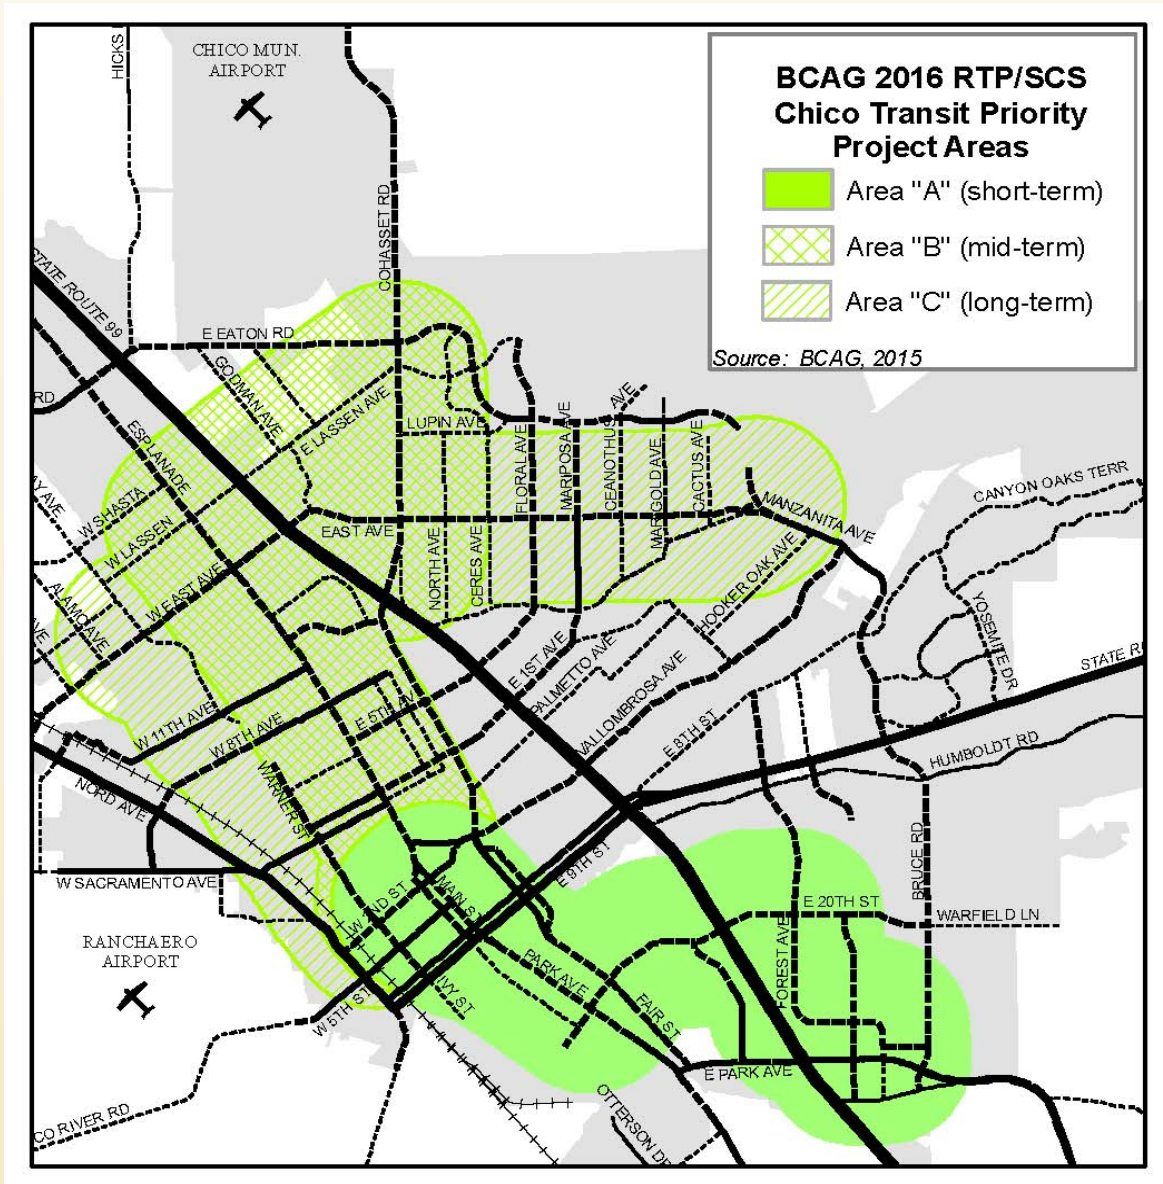 HICKS
CHICO MUN.
AIRPORT
BCAG 2016 RTP/SCS
Chico Transit Priority
Project Areas
Area "A" (short-term)
Area "B" (mid-term)
Area "C" (long-term)
Source: BCAG, 2015
COHASSET RD
STATE ROUTE 99
E EATON RD
GODMAN AVE
E LASSEN AVE
RD
LUPIN AVE
FLORAL AVE
MARIPOSA AVE
CEANOTHUS AVE
MARIGOLD AVE
CACTUS AVE
ESPLANADE
AY AVE
W SHASTA
W LASSEN
EAST AVE
MANZANITA AVE
CANYON OAKS TERR
NORTH AVE
CERES AVE
HOOKER OAK AVE
W EAST AVE
ALAMO AVE
AVE
YOSEMITE DR
E 1ST AVE
PALMETTO AVE
VALLOMBROSA AVE
STATE R
W 11TH AVE
W 8TH AVE
E 5TH AV
E 8TH ST
HUMBOLDT RD
NORD AVE
WARNER ST
BRUCE RD
W SACRAMENTO AVE
E 9TH ST
W 2ND ST
MAIN ST
E 20TH ST
WARFIELD LN
RANCHAERO
AIRPORT
FOREST AVE
PARK AVE
IVY ST
FAIR ST
W 5TH ST
E PARK AVE
CO RIVER RD
OTTERSON DR